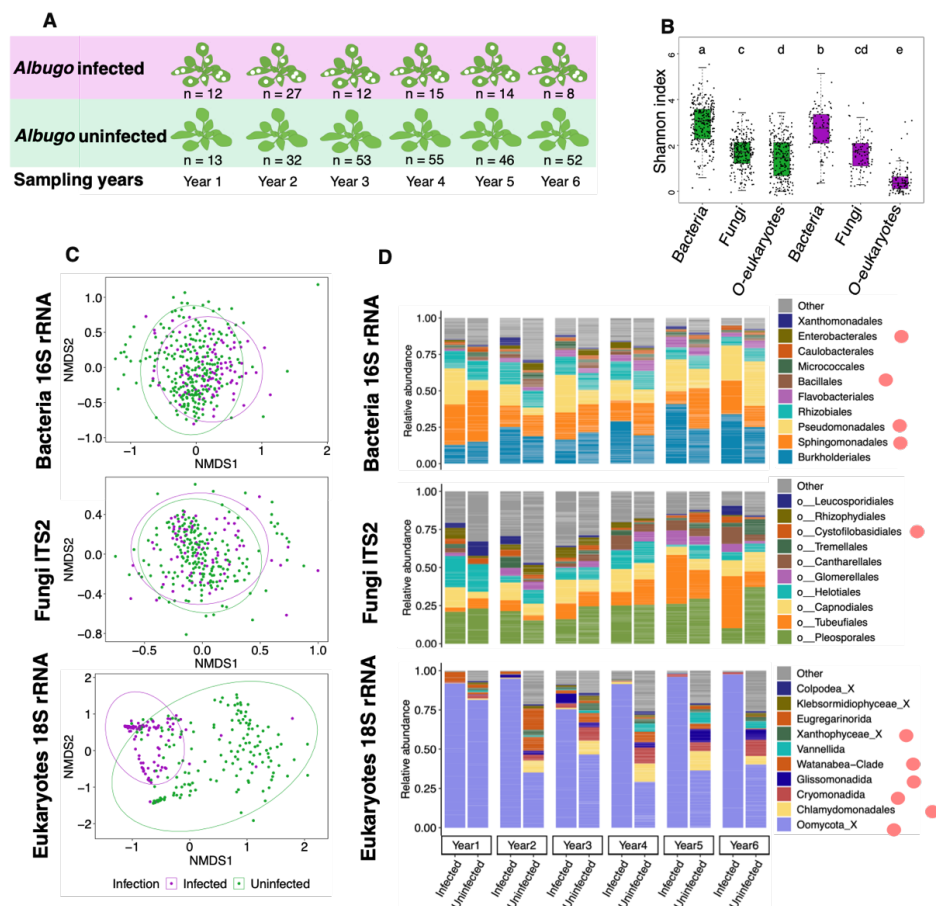 A
Albugo infected
n = 12 n = 27 n = 12 n = 15 n = 14 n = 8
Albugo uninfected
n = 13 n = 32 n = 53 n = 55 n = 46 n = 52
Sampling years Year 1 Year 2 Year 3 Year 4 Year 5 Year 6
B
Shannon index
6
4
2
0
a c d b cd e
Bacteria Fungi O-eukaryotes Bacteria Fungi O-eukaryotes
C
Bacteria 16S rRNA
NMDS2
1.0
0.5
0.0
−0.5
−1.0
−1 0 1 2
NMDS1
Fungi ITS2
NMDS2
0.4
0.0
−0.4
−0.8
−0.5 0.0 0.5 1.0
NMDS1
Eukaryotes 18S rRNA
NMDS2
2
1
0
−1
−2
−1 0 1 2
NMDS1
Infection Infected Uninfected
D
Bacteria 16S rRNA
Relative abundance
1.00
0.75
0.50
0.25
0.00
Other
Xanthomonadales
Enterobacterales
Caulobacterales
Micrococcales
Bacillales
Flavobacteriales
Rhizobiales
Pseudomonadales
Sphingomonadales
Burkholderiales
Fungi ITS2
Relative abundance
1.00
0.75
0.50
0.25
0.00
Other
o__Leucosporidiales
o__Rhizophydiales
o__Cystofilobasidiales
o__Tremellales
o__Cantharellales
o__Glomerellales
o__Helotiales
o__Capnodiales
o__Tubeufiales
o__Pleosporales
Eukaryotes 18S rRNA
Relative abundance
1.00
0.75
0.50
0.25
0.00
Other
Colpodea_X
Klebsormidiophyceae_X
Eugregarinorida
Xanthophyceae_X
Vannellida
Watanabea−Clade
Glissomonadida
Cryomonadida
Chlamydomonadales
Oomycota_X
Year1 Year2 Year3 Year4 Year5 Year6
Infected Uninfected Infected Uninfected Infected Uninfected Infected Uninfected Infected Uninfected Infected Uninfected